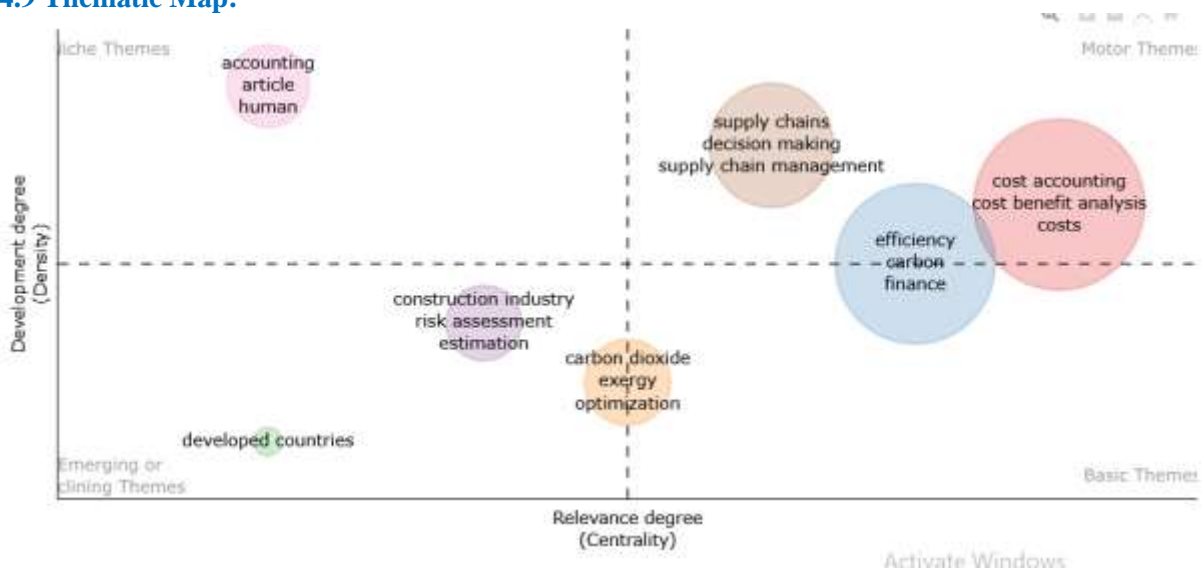 4.9 Thematic Map:
liche Themes
Motor Themes
accounting
article
human
supply chains
decision making
supply chain management
cost accounting
cost benefit analysis
costs
efficiency
carbon
finance
Development degree
(Density)
construction industry
risk assessment
estimation
carbon dioxide
exergy
optimization
developed countries
Emerging or
clining Themes
Basic Themes
Relevance degree
(Centrality)
Activate Windows